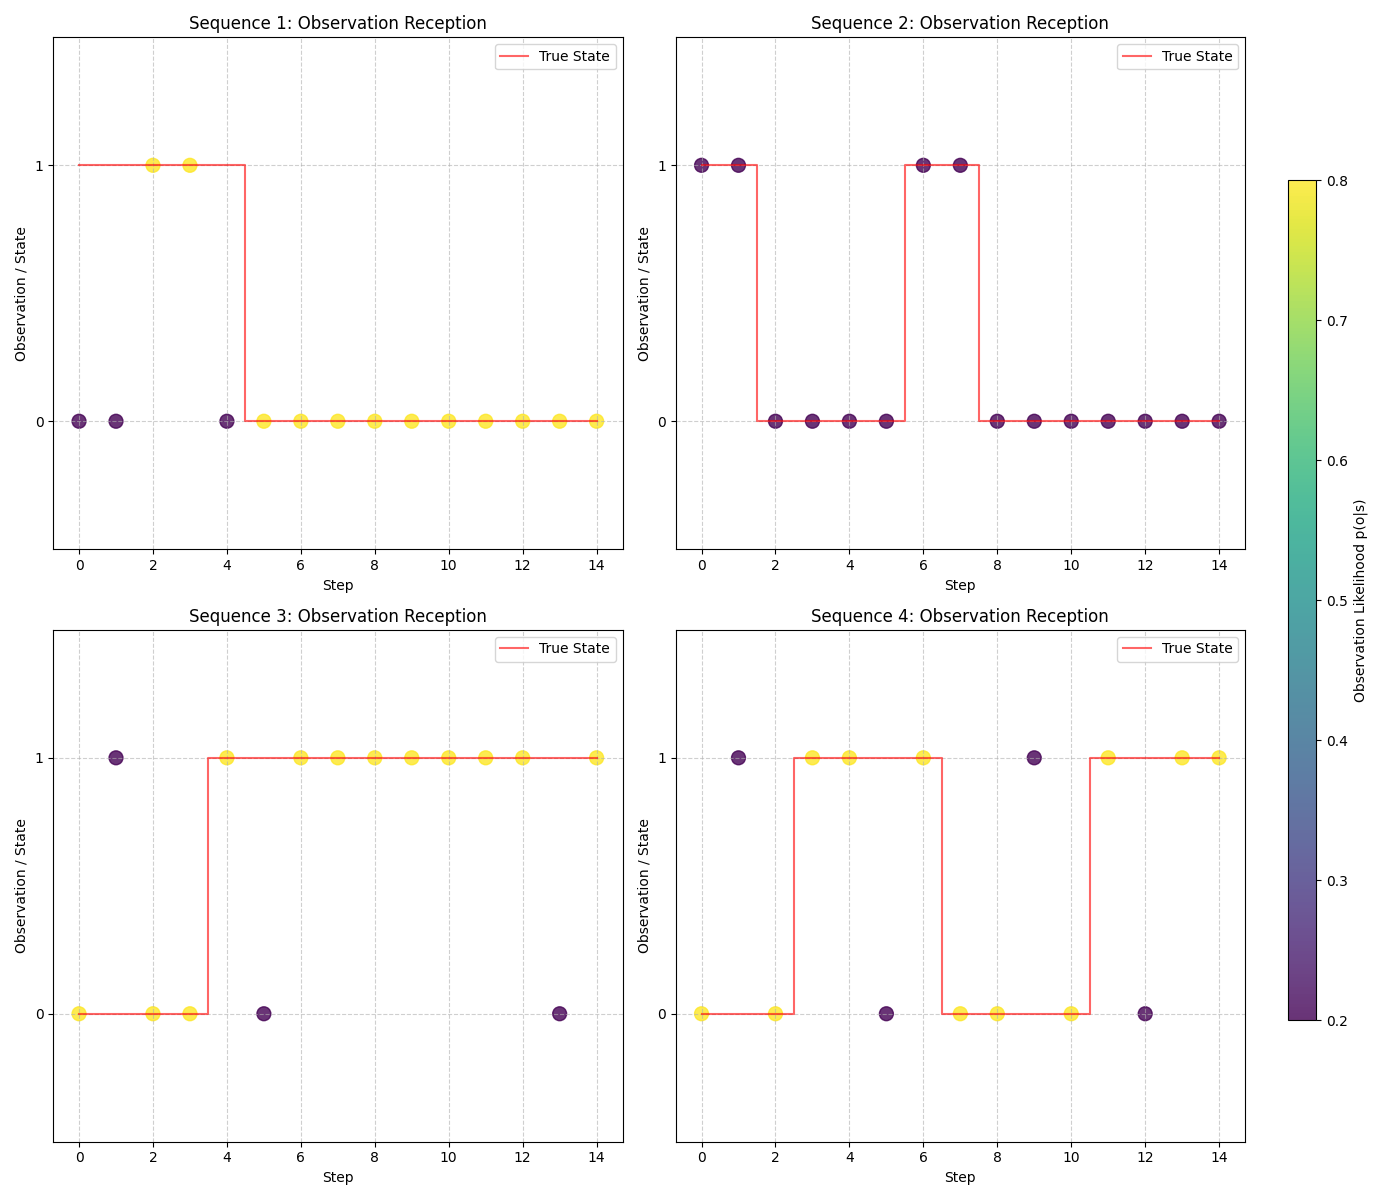 Sequence 1: Observation Reception
True State
1
0
Observation / State
0 2 4 6 8 10 12 14
Step
Sequence 2: Observation Reception
True State
1
0
Observation / State
0 2 4 6 8 10 12 14
Step
Sequence 3: Observation Reception
True State
1
0
Observation / State
0 2 4 6 8 10 12 14
Step
Sequence 4: Observation Reception
True State
1
0
Observation / State
0 2 4 6 8 10 12 14
Step
0.8
0.7
0.6
0.5
0.4
0.3
0.2
Observation Likelihood p(o|s)